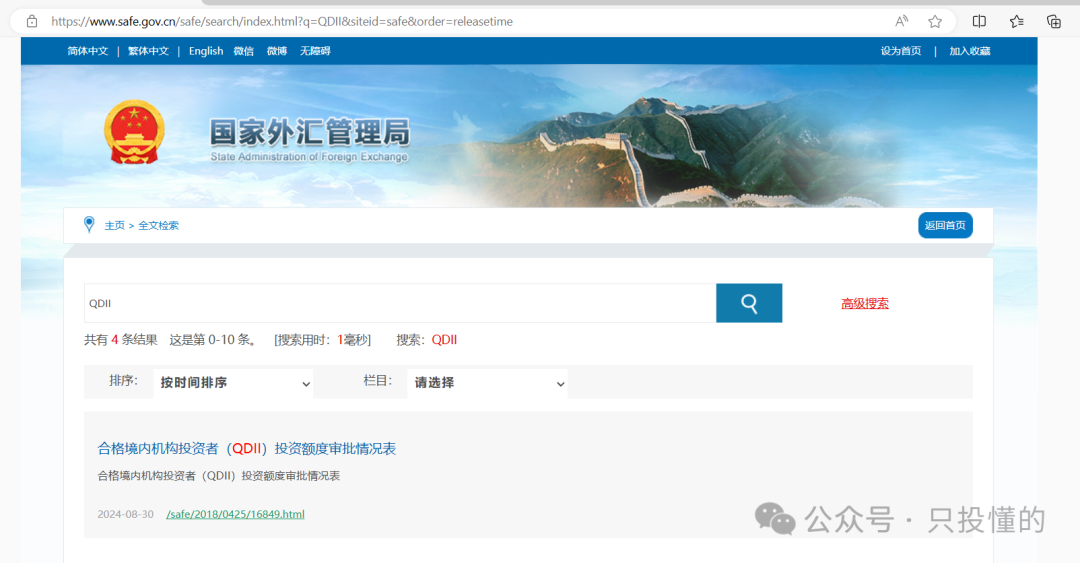 https://www.safe.gov.cn/safe/search/index.html?q=QDII&siteid=safe&order=releasetime
简体中文 | 繁体中文 | English 微信 微博 无障碍 设为首页 | 加入收藏
国家外汇管理局
State Administration of Foreign Exchange
主页 > 全文检索 返回首页
QDII 高级搜索
共有 4 条结果 这是第 0-10 条。 [搜索用时：1毫秒] 搜索：QDII
排序： 按时间排序 栏目： 请选择
合格境内机构投资者（QDII）投资额度审批情况表
合格境内机构投资者（QDII）投资额度审批情况表
2024-08-30 /safe/2018/0425/16849.html
公众号 · 只投懂的